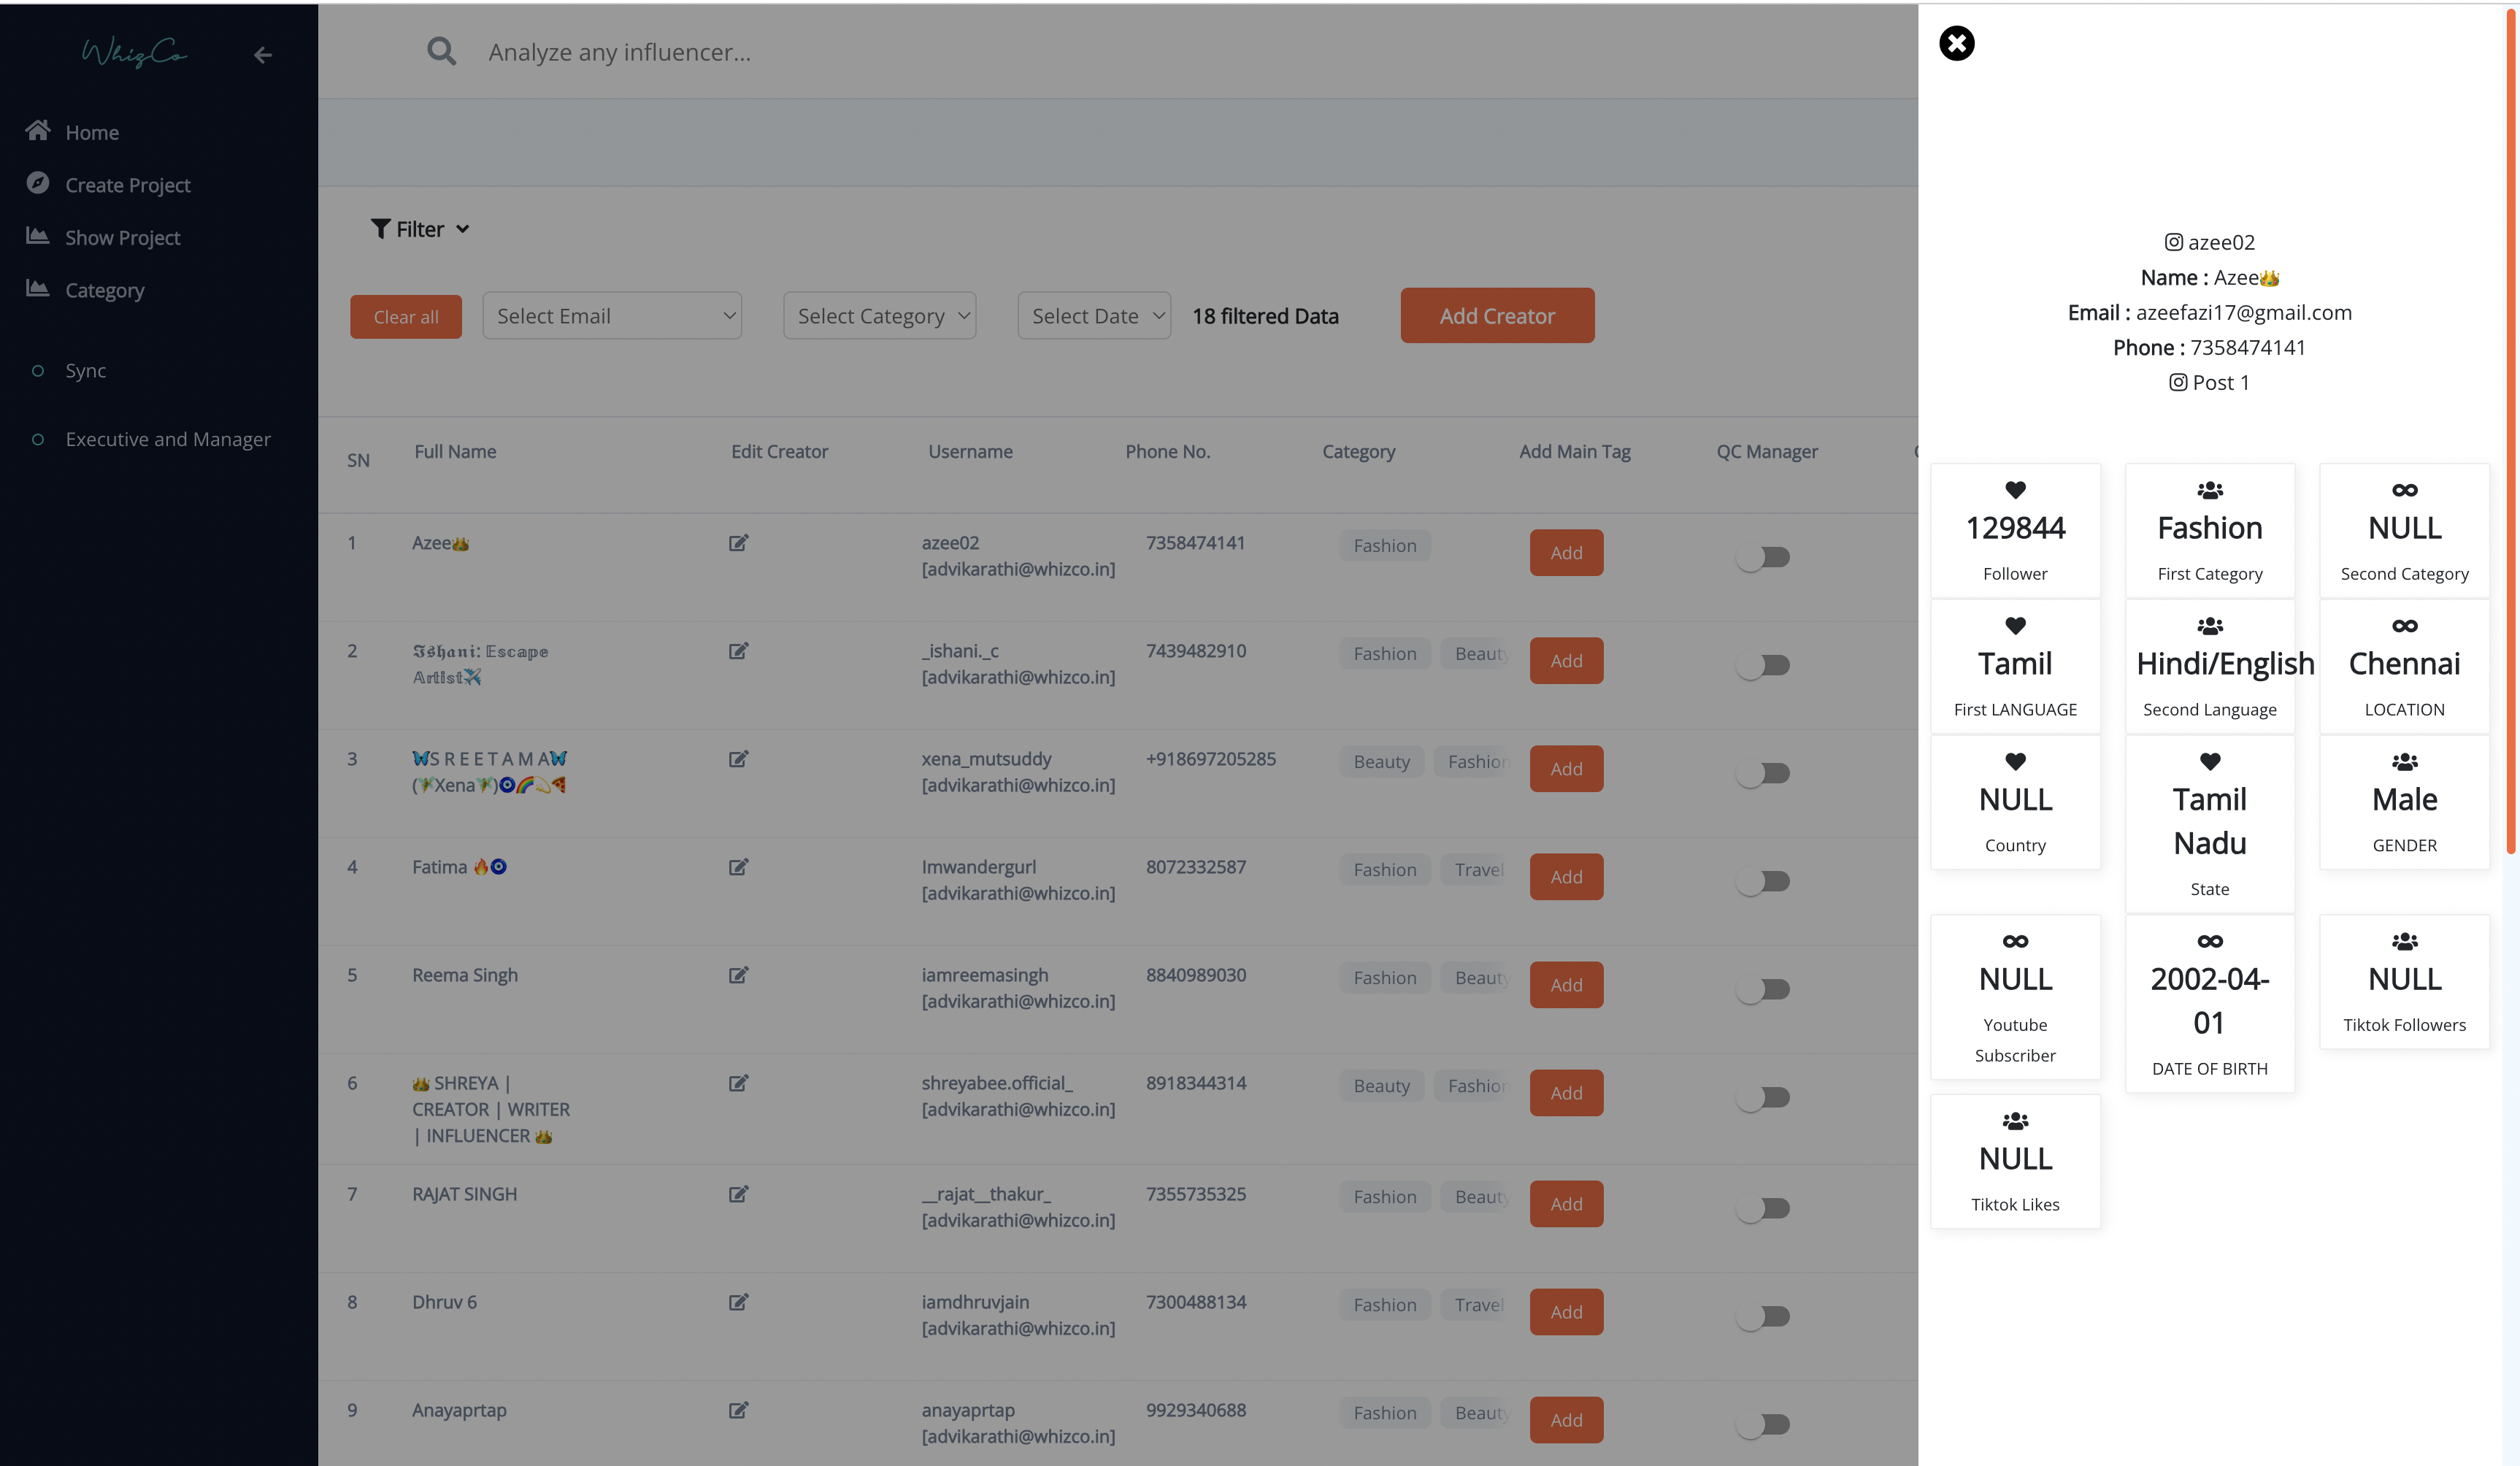 WhizCo
Home
Create Project
Show Project
Category
Sync
Executive and Manager
Analyze any influencer...
Filter
Clear all
Select Email
Select Category
Select Date
18 filtered Data
Add Creator
SN Full Name Edit Creator Username Phone No. Category Add Main Tag QC Manager
1 Azee👑 azee02 7358474141 Fashion Add
[advikarathi@whizco.in]
2 𝕴𝖘𝖍𝖆𝖓𝖎: 𝔼𝕤𝕔𝕒𝕡𝕖 _ishani._c 7439482910 Fashion Beauty Add
𝔸𝕣𝕥𝕚𝕤𝕥✈️ [advikarathi@whizco.in]
3 🦋S R E E T A M A🦋 xena_mutsuddy +918697205285 Beauty Fashion Add
(🧚Xena🧚)🧿🌈💫🍕 [advikarathi@whizco.in]
4 Fatima 🔥🧿 Imwandergurl 8072332587 Fashion Travel Add
[advikarathi@whizco.in]
5 Reema Singh iamreemasingh 8840989030 Fashion Beauty Add
[advikarathi@whizco.in]
6 👑 SHREYA | shreyabee.official_ 8918344314 Beauty Fashion Add
CREATOR | WRITER [advikarathi@whizco.in]
| INFLUENCER 👑
7 RAJAT SINGH __rajat__thakur_ 7355735325 Fashion Beauty Add
[advikarathi@whizco.in]
8 Dhruv 6 iamdhruvjain 7300488134 Fashion Travel Add
[advikarathi@whizco.in]
9 Anayaprtap anayaprtap 9929340688 Fashion Beauty Add
[advikarathi@whizco.in]
azee02
Name : Azee👑
Email : azeefazi17@gmail.com
Phone : 7358474141
Post 1
129844
Follower
Fashion
First Category
NULL
Second Category
Tamil
First LANGUAGE
Hindi/English
Second Language
Chennai
LOCATION
NULL
Country
Tamil
Nadu
State
Male
GENDER
NULL
Youtube
Subscriber
2002-04-
01
DATE OF BIRTH
NULL
Tiktok Followers
NULL
Tiktok Likes